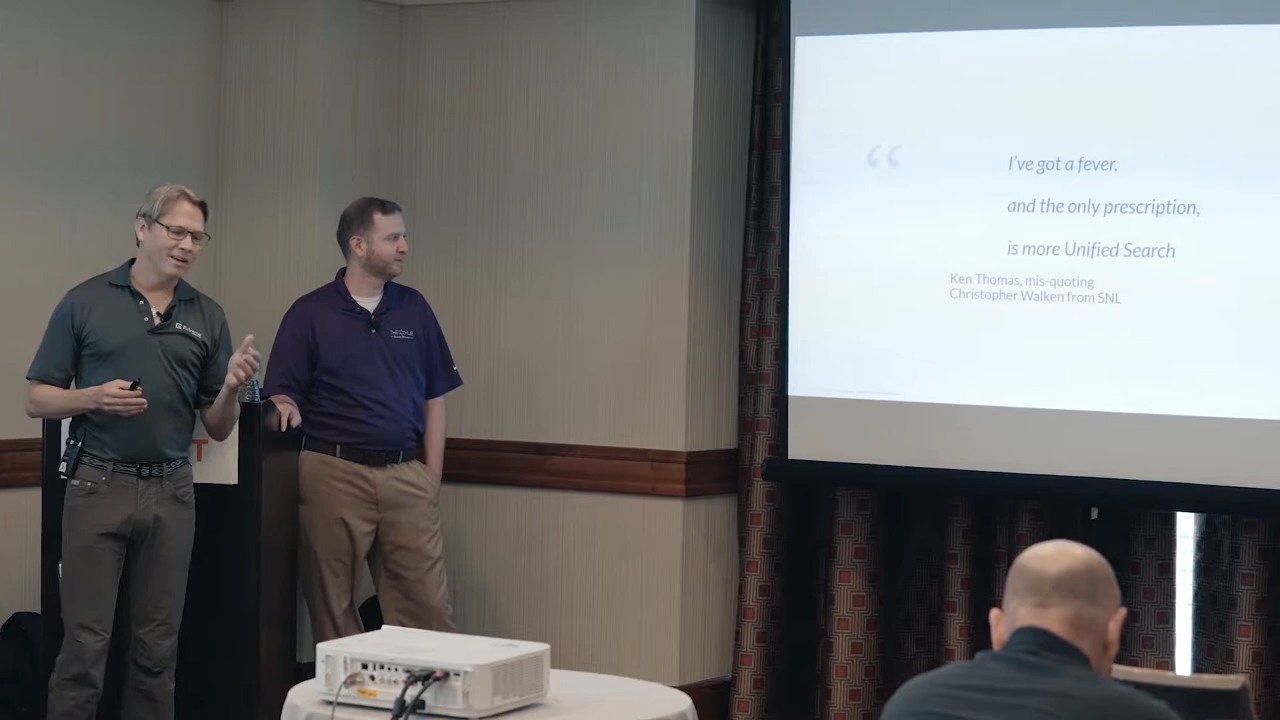 “
I've got a fever,
and the only prescription,
is more Unified Search
Ken Thomas, mis-quoting
Christopher Walken from SNL
T